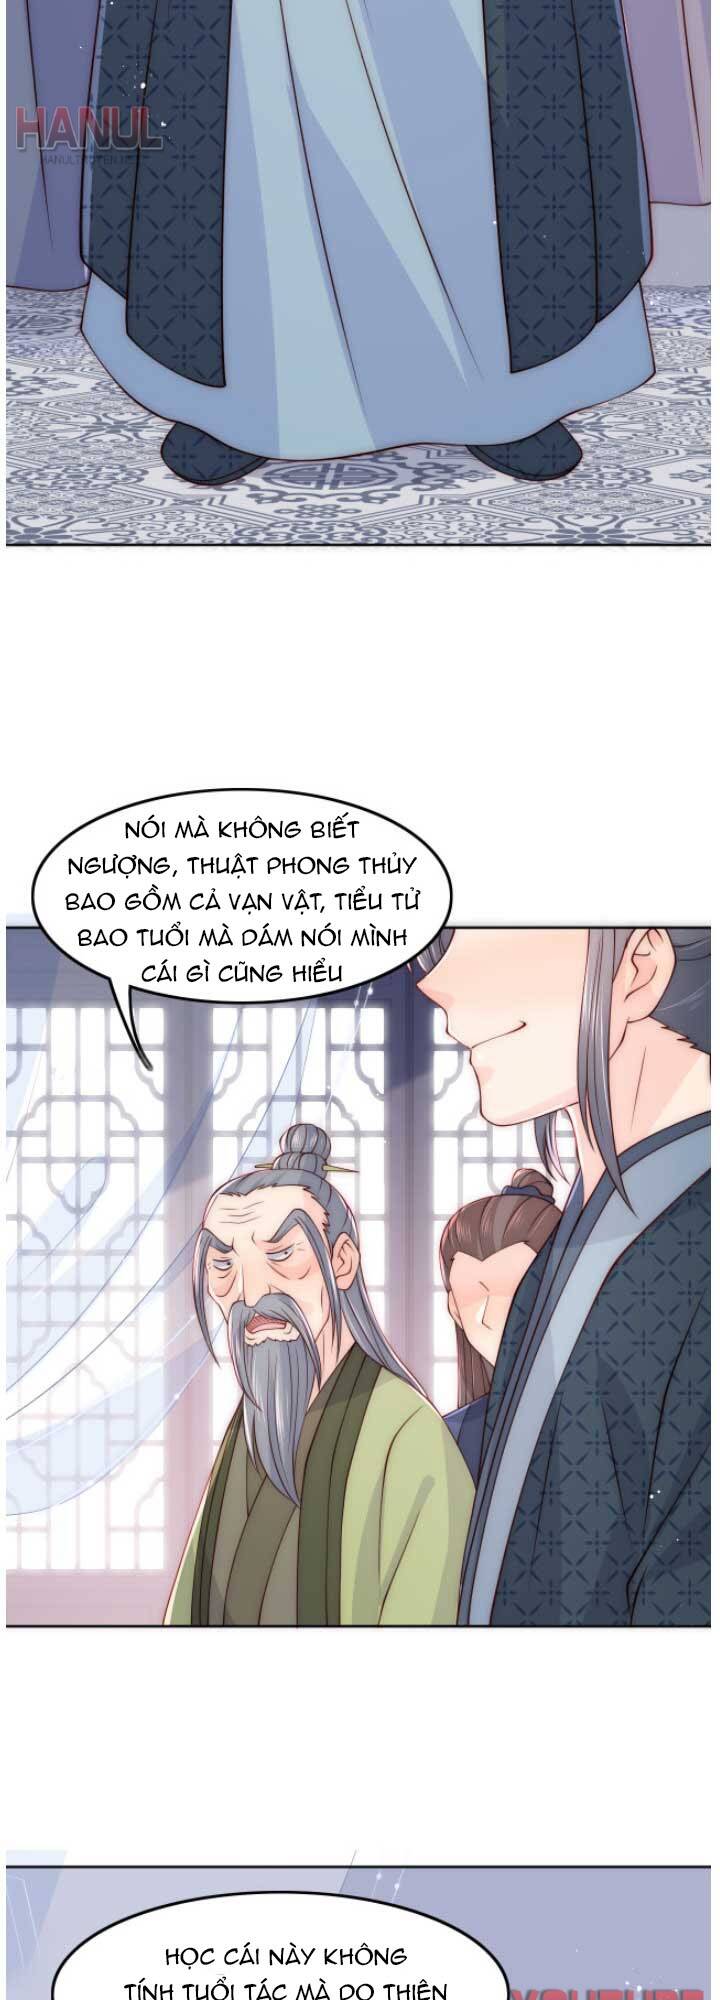 HANUL
NÓI MÀ KHÔNG BIẾT
NGƯỢNG, THUẬT PHONG THỦY
BAO GỒM CẢ VẠN VẬT, TIỂU TỬ
BAO TUỔI MÀ DÁM NÓI MÌNH
CÁI GÌ CŨNG HIỂU
HỌC CÁI NÀY KHÔNG
TÍNH TUỔI TÁC MÀ DO THIÊN